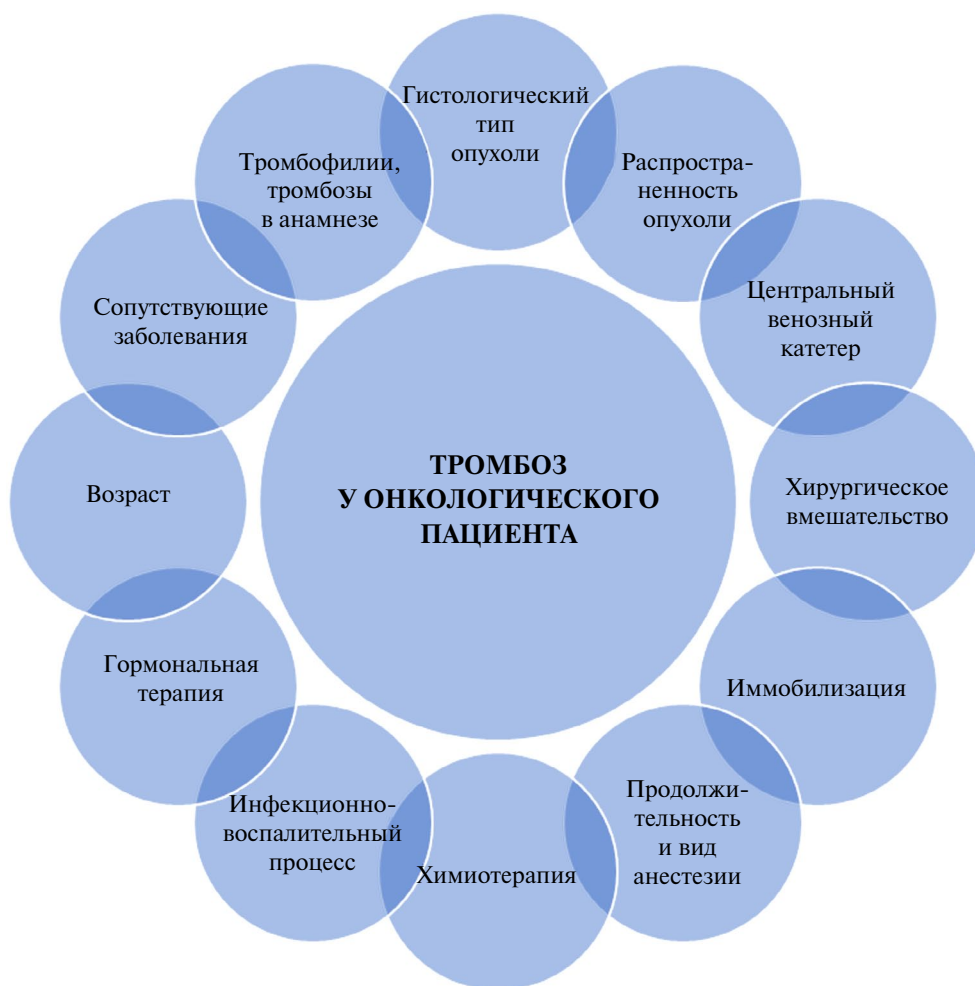 Гистологический
тип
опухоли
Распростра-
ненность
опухоли
Центральный
венозный
катетер
Хирургическое
вмешательство
Иммобилизация
Продолжи-
тельность
и вид
анестезии
Химиотерапия
Инфекционно-
воспалительный
процесс
Гормональная
терапия
Возраст
Сопутствующие
заболевания
Тромбофилии,
тромбозы
в анамнезе
ТРОМБОЗ
У ОНКОЛОГИЧЕСКОГО
ПАЦИЕНТА